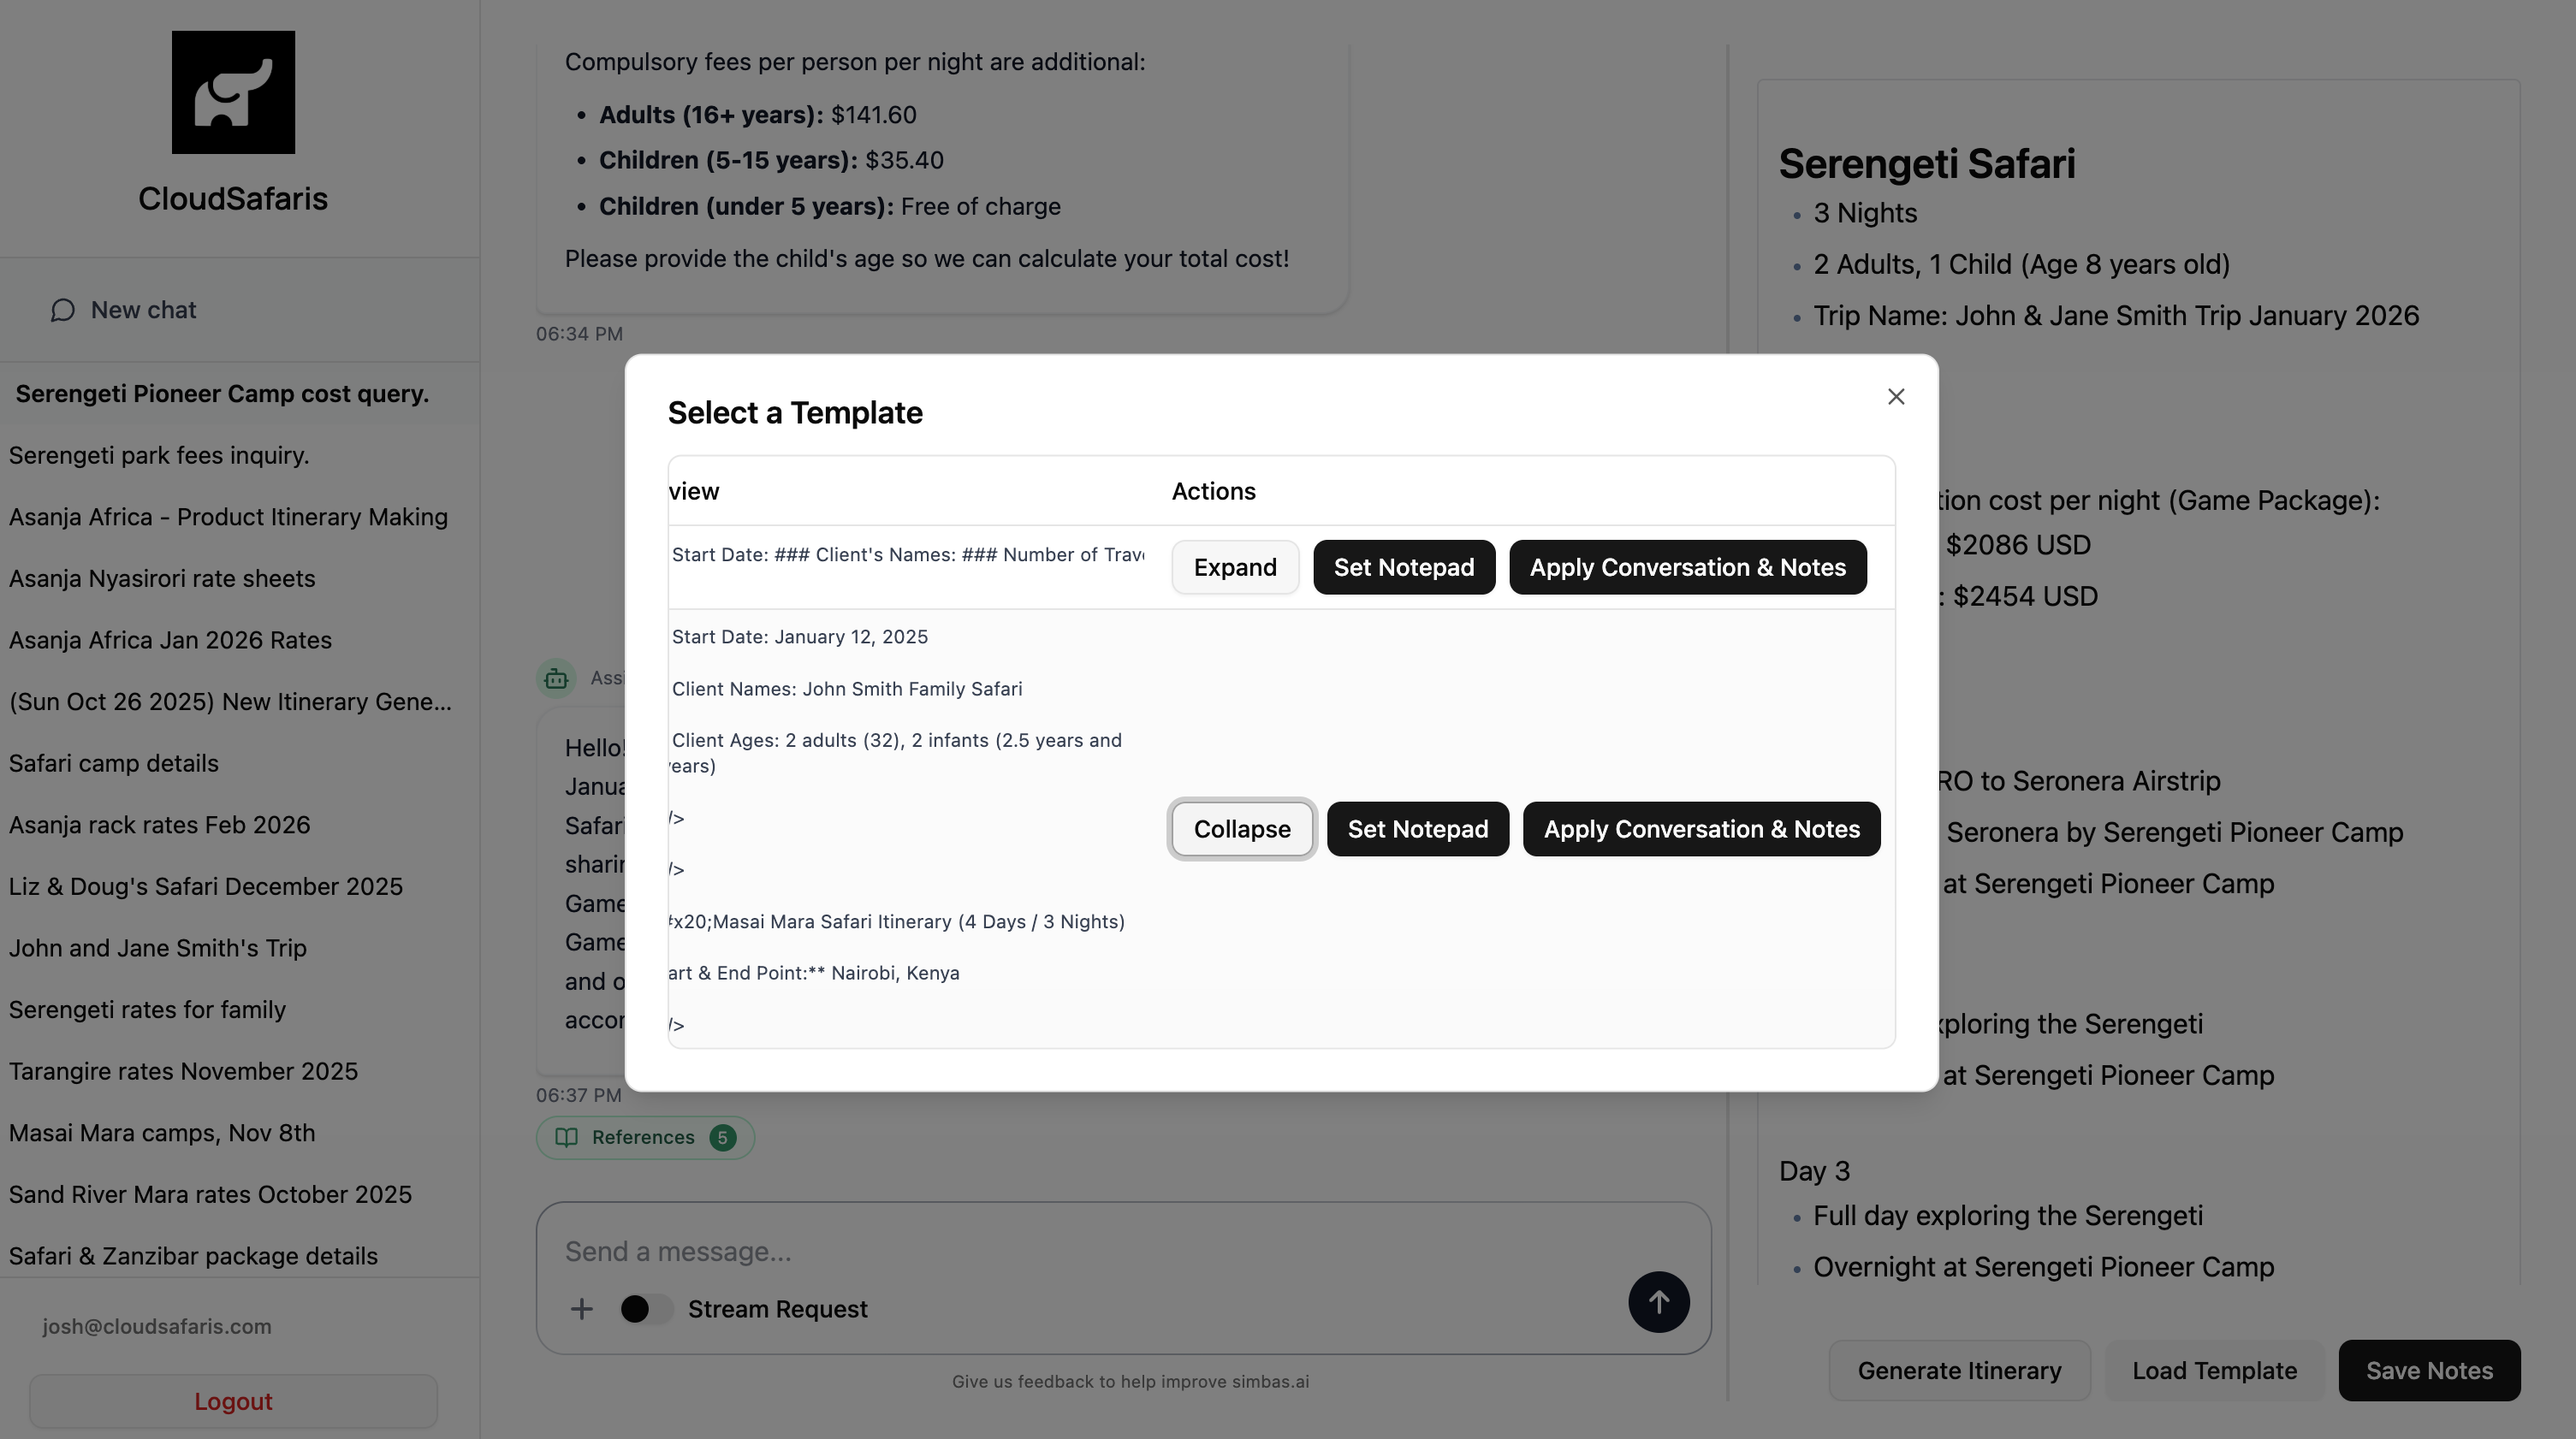 CloudSafaris
New chat
Serengeti Pioneer Camp cost query.
Serengeti park fees inquiry.
Asanja Africa - Product Itinerary Making
Asanja Nyasirori rate sheets
Asanja Africa Jan 2026 Rates
(Sun Oct 26 2025) New Itinerary Gene...
Safari camp details
Asanja rack rates Feb 2026
Liz & Doug's Safari December 2025
John and Jane Smith's Trip
Serengeti rates for family
Tarangire rates November 2025
Masai Mara camps, Nov 8th
Sand River Mara rates October 2025
Safari & Zanzibar package details
josh@cloudsafaris.com
Logout
Compulsory fees per person per night are additional:
• Adults (16+ years): $141.60
• Children (5-15 years): $35.40
• Children (under 5 years): Free of charge
Please provide the child's age so we can calculate your total cost!
06:34 PM
Assi
Hello!
Janua
Safari
sharin
Game
Game
and o
accor
06:37 PM
References 5
Send a message...
Stream Request
Give us feedback to help improve simbas.ai
Select a Template
view Actions
Start Date: ### Client's Names: ### Number of Trav
Expand Set Notepad Apply Conversation & Notes
Start Date: January 12, 2025
Client Names: John Smith Family Safari
Client Ages: 2 adults (32), 2 infants (2.5 years and
years)
/>
Collapse Set Notepad Apply Conversation & Notes
/>
#x20;Masai Mara Safari Itinerary (4 Days / 3 Nights)
art & End Point:** Nairobi, Kenya
/>
Serengeti Safari
• 3 Nights
• 2 Adults, 1 Child (Age 8 years old)
• Trip Name: John & Jane Smith Trip January 2026
tion cost per night (Game Package):
$2086 USD
: $2454 USD
RO to Seronera Airstrip
Seronera by Serengeti Pioneer Camp
at Serengeti Pioneer Camp
xploring the Serengeti
at Serengeti Pioneer Camp
Day 3
• Full day exploring the Serengeti
• Overnight at Serengeti Pioneer Camp
Generate Itinerary Load Template Save Notes